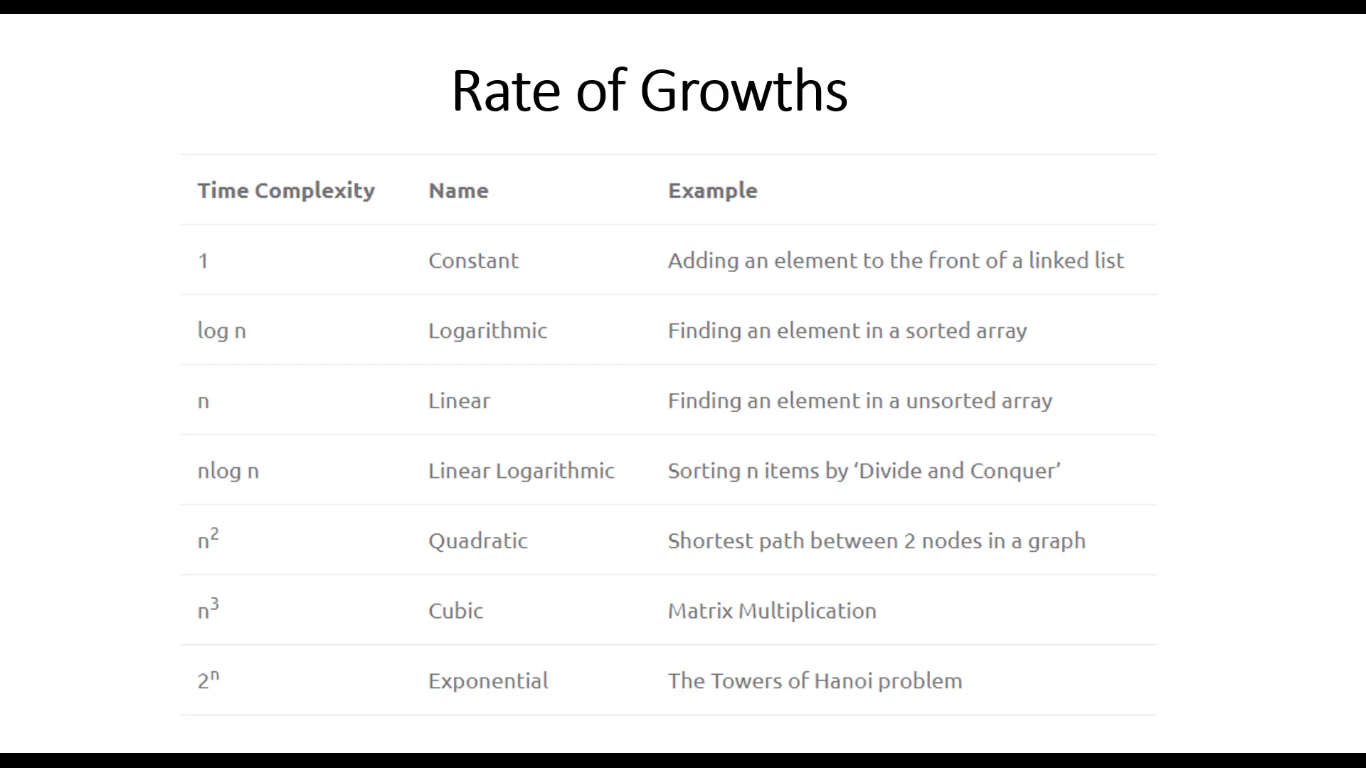 Rate of Growths
Time Complexity Name Example
1 Constant Adding an element to the front of a linked list
log n Logarithmic Finding an element in a sorted array
n Linear Finding an element in a unsorted array
nlog n Linear Logarithmic Sorting n items by ‘Divide and Conquer’
n² Quadratic Shortest path between 2 nodes in a graph
n³ Cubic Matrix Multiplication
2ⁿ Exponential The Towers of Hanoi problem